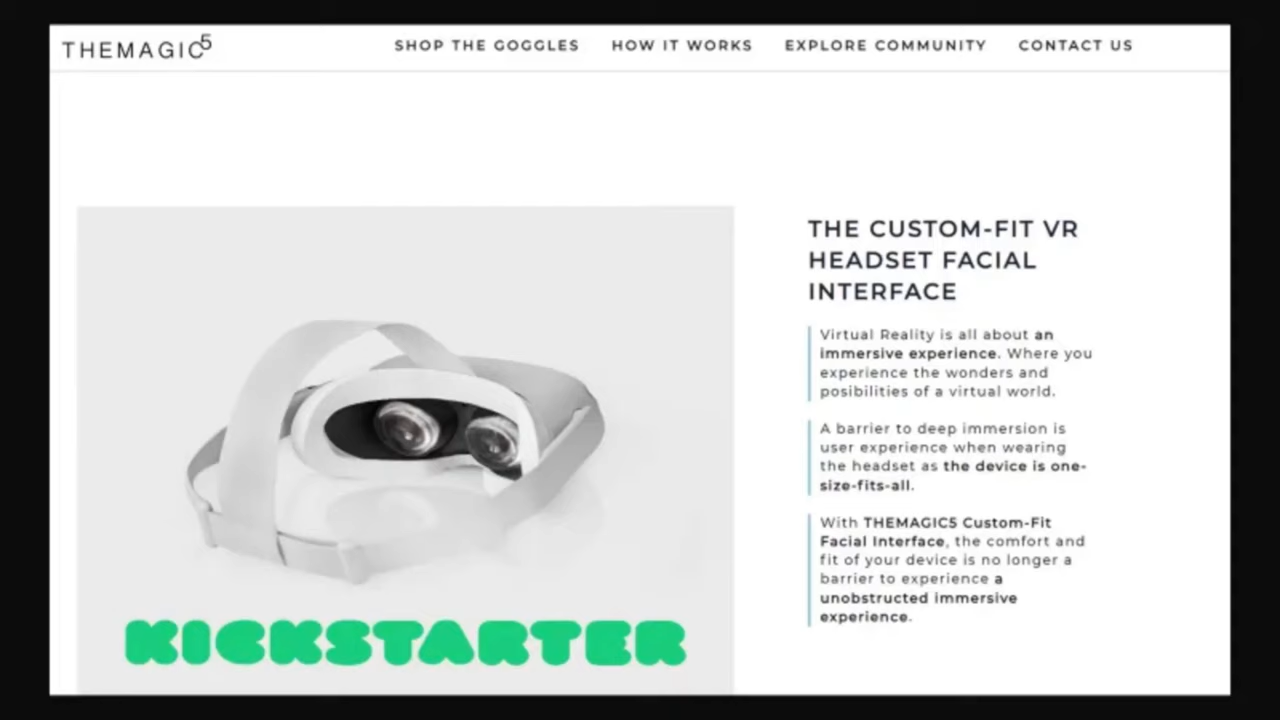 THEMAGIC5
SHOP THE GOGGLES HOW IT WORKS EXPLORE COMMUNITY CONTACT US
THE CUSTOM-FIT VR
HEADSET FACIAL
INTERFACE
Virtual Reality is all about an
immersive experience. Where you
experience the wonders and
posibilities of a virtual world.
A barrier to deep immersion is
user experience when wearing
the headset as the device is one-
size-fits-all.
With THEMAGIC5 Custom-Fit
Facial Interface, the comfort and
fit of your device is no longer a
barrier to experience a
unobstructed immersive
experience.
KICKSTARTER